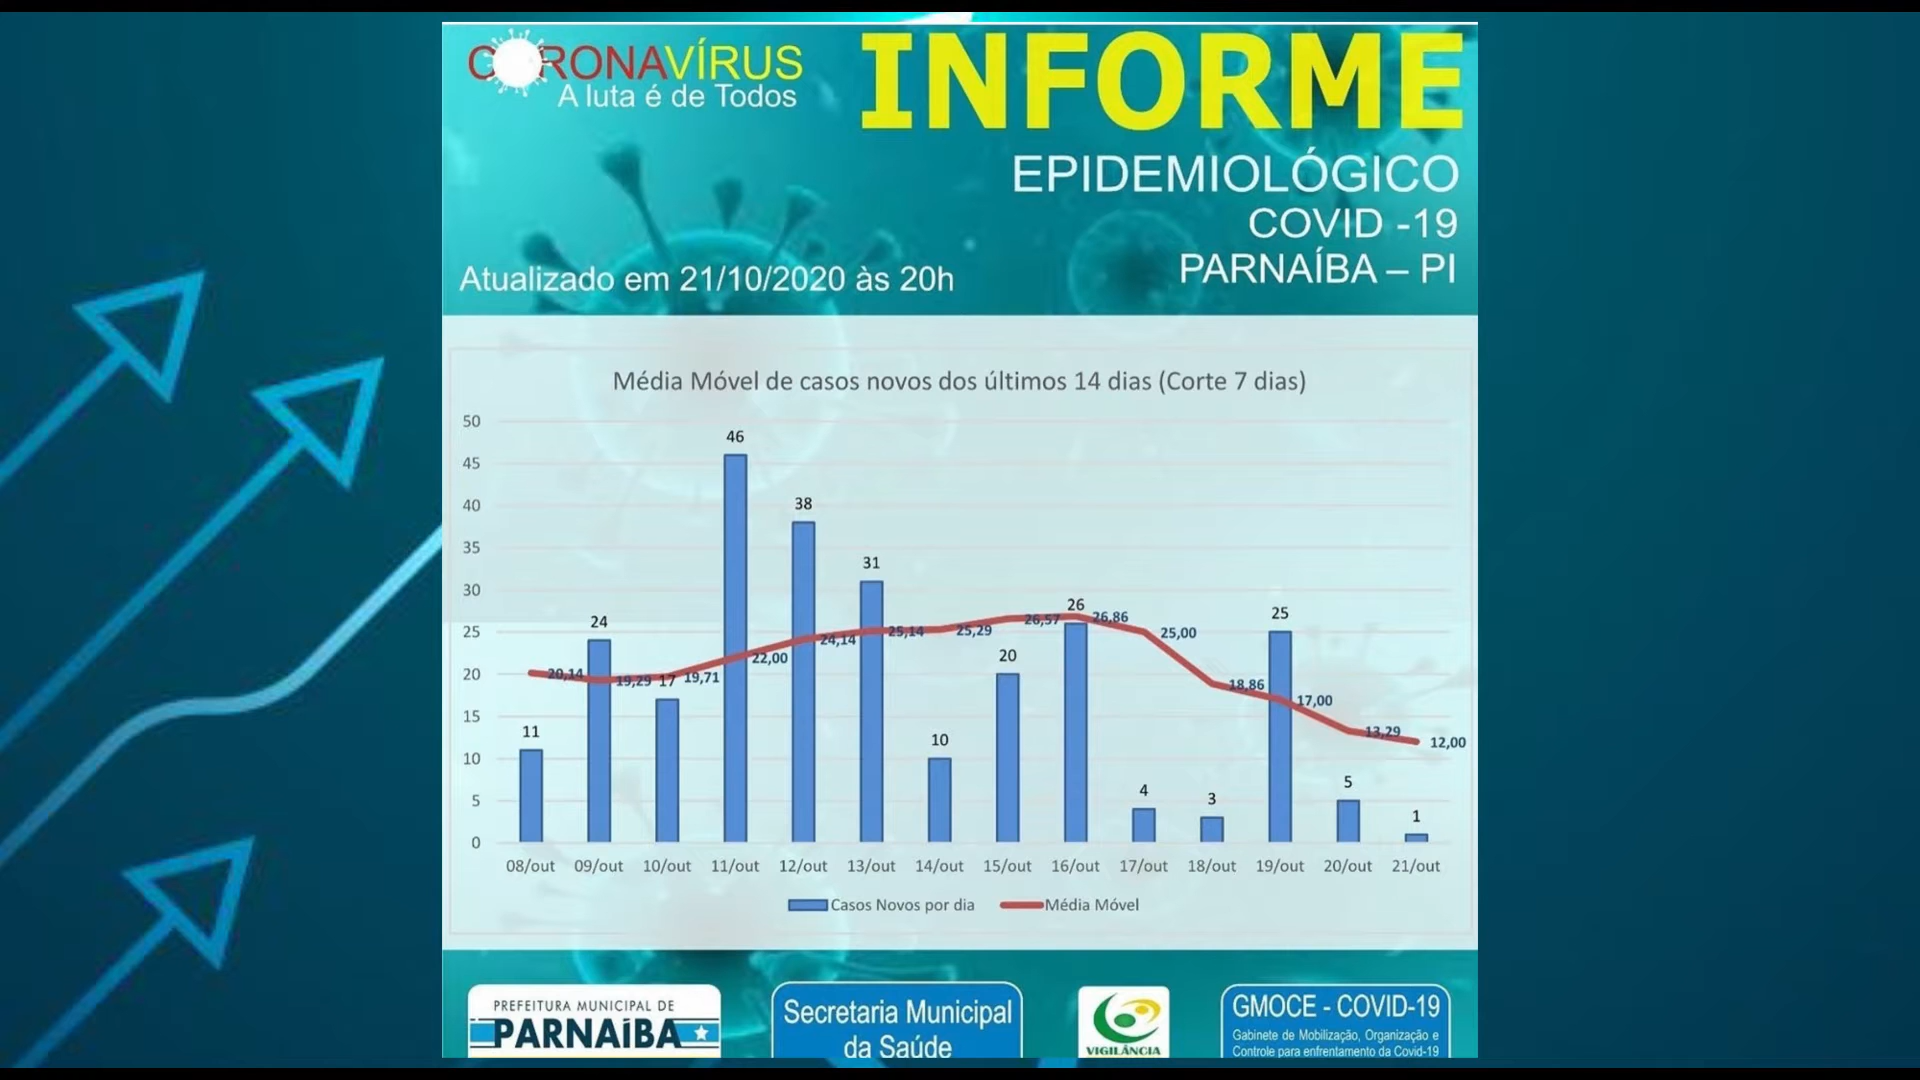 CORONAVÍRUS
A luta é de Todos
INFORME
EPIDEMIOLÓGICO
COVID -19
PARNAÍBA – PI
Atualizado em 21/10/2020 às 20h
Média Móvel de casos novos dos últimos 14 dias (Corte 7 dias)
50
45
40
35
30
25
20
15
10
5
0
11 24 17 46 38 31 10 20 26 4 3 25 5 1
20,14 19,29 19,71 22,00 24,14 25,14 25,29 26,57 26,86 25,00 18,86 17,00 13,29 12,00
08/out 09/out 10/out 11/out 12/out 13/out 14/out 15/out 16/out 17/out 18/out 19/out 20/out 21/out
Casos Novos por dia Média Móvel
PREFEITURA MUNICIPAL DE
PARNAÍBA
Secretaria Municipal
da Saúde
VIGILÂNCIA
GMOCE - COVID-19
Gabinete de Mobilização, Organização e
Controle para enfrentamento da Covid-19